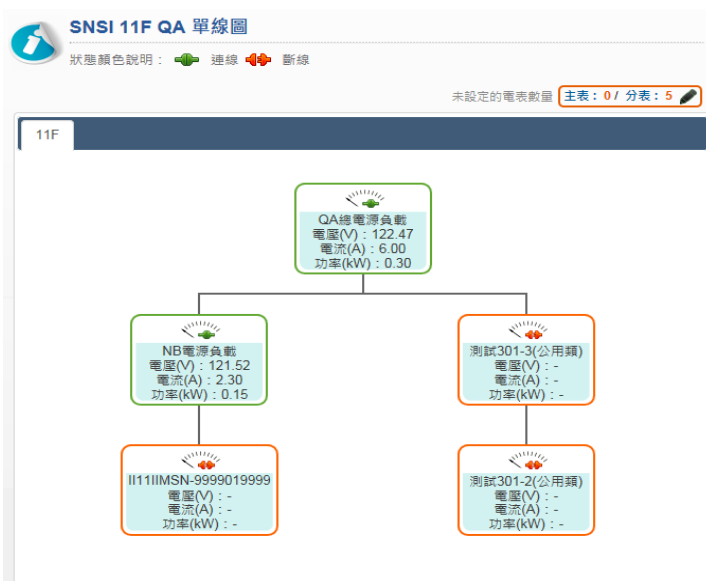 SNSI 11F QA 單線圖
狀態顏色說明： 連線 斷線
未設定的電表數量 主表：0 / 分表：5
11F
QA總電源負載
電壓(V)：122.47
電流(A)：6.00
功率(kW)：0.30
NB電源負載
電壓(V)：121.52
電流(A)：2.30
功率(kW)：0.15
測試301-3(公用類)
電壓(V)：-
電流(A)：-
功率(kW)：-
II11IIMSN-9999019999
電壓(V)：-
電流(A)：-
功率(kW)：-
測試301-2(公用類)
電壓(V)：-
電流(A)：-
功率(kW)：-